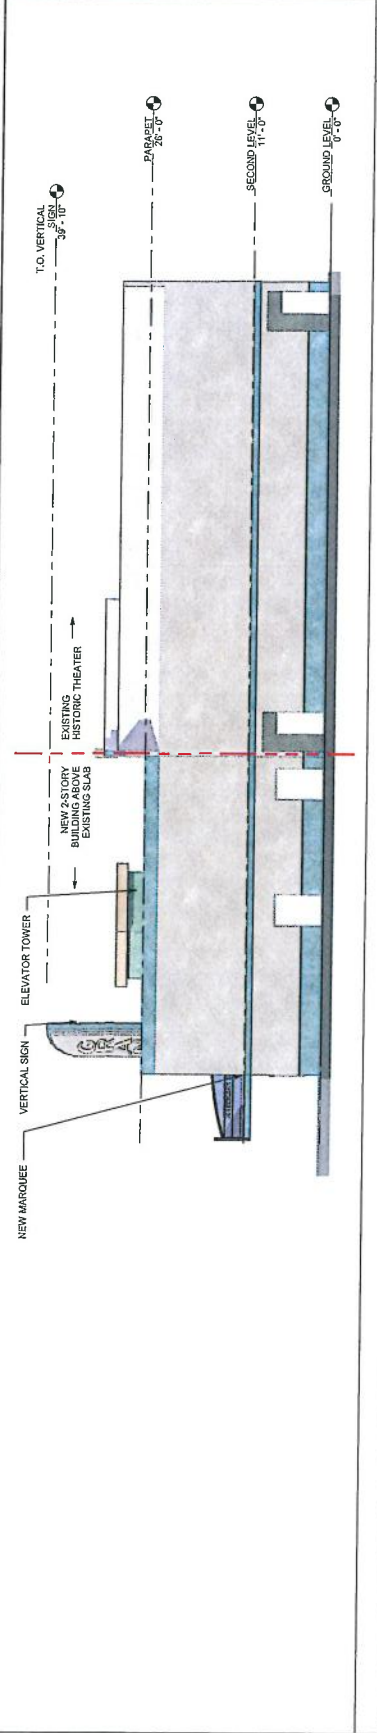 NEW MARQUEE
VERTICAL SIGN
ELEVATOR TOWER
NEW 2-STORY
BUILDING ABOVE
EXISTING SLAB
EXISTING
HISTORIC THEATER
T.O. VERTICAL
SIGN
39' - 10"
PARAPET
26' - 0"
SECOND LEVEL
11' - 0"
GROUND LEVEL
0' - 0"
G
R
A